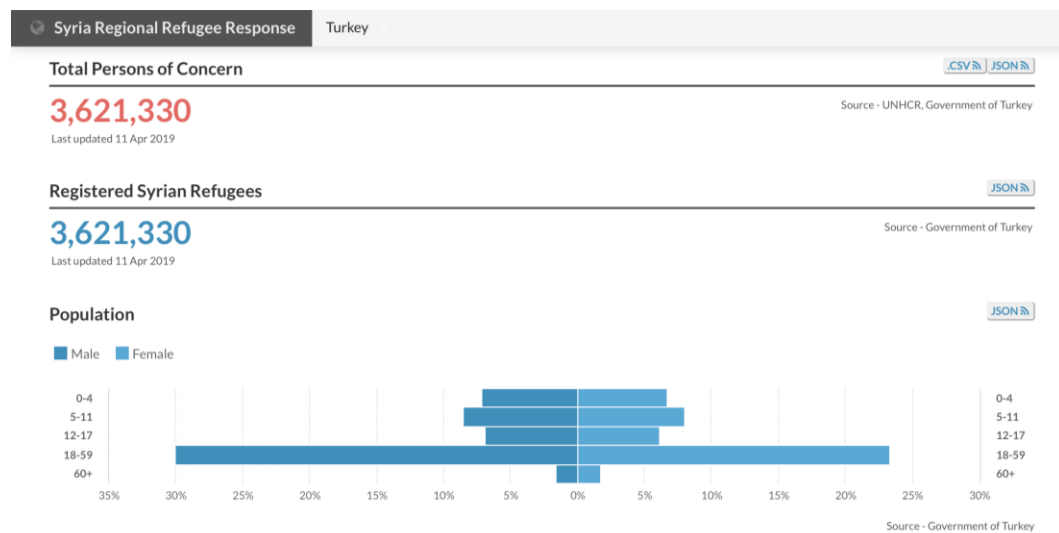 Syria Regional Refugee Response Turkey
Total Persons of Concern .CSV JSON
3,621,330 Source - UNHCR, Government of Turkey
Last updated 11 Apr 2019
Registered Syrian Refugees JSON
3,621,330 Source - Government of Turkey
Last updated 11 Apr 2019
Population JSON
Male Female
0-4 0-4
5-11 5-11
12-17 12-17
18-59 18-59
60+ 60+
35% 30% 25% 20% 15% 10% 5% 0% 5% 10% 15% 20% 25% 30%
Source - Government of Turkey